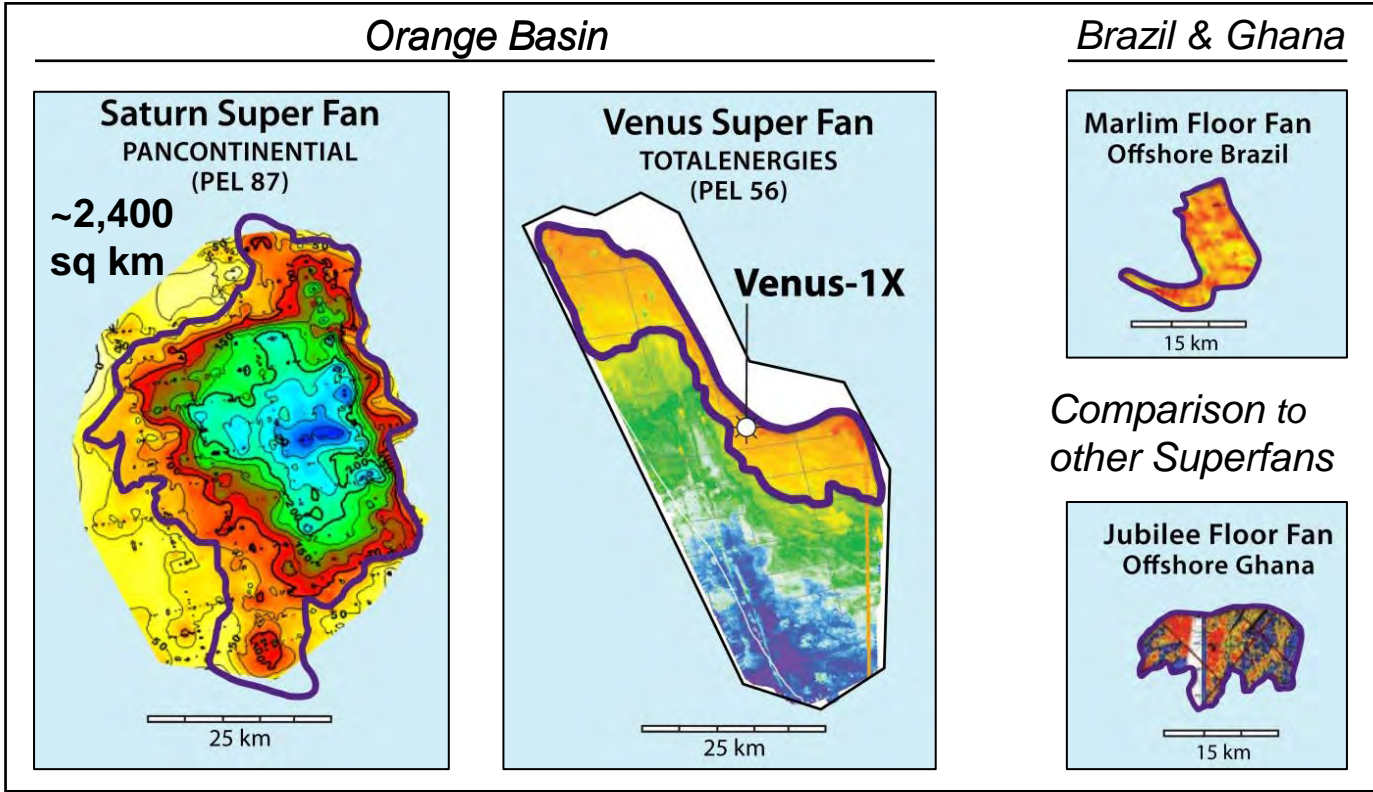 Orange Basin
Brazil & Ghana
Saturn Super Fan
PANCONTINENTIAL
(PEL 87)
~2,400
sq km
25 km
Venus Super Fan
TOTALENERGIES
(PEL 56)
Venus-1X
25 km
Marlim Floor Fan
Offshore Brazil
15 km
Comparison to
other Superfans
Jubilee Floor Fan
Offshore Ghana
15 km